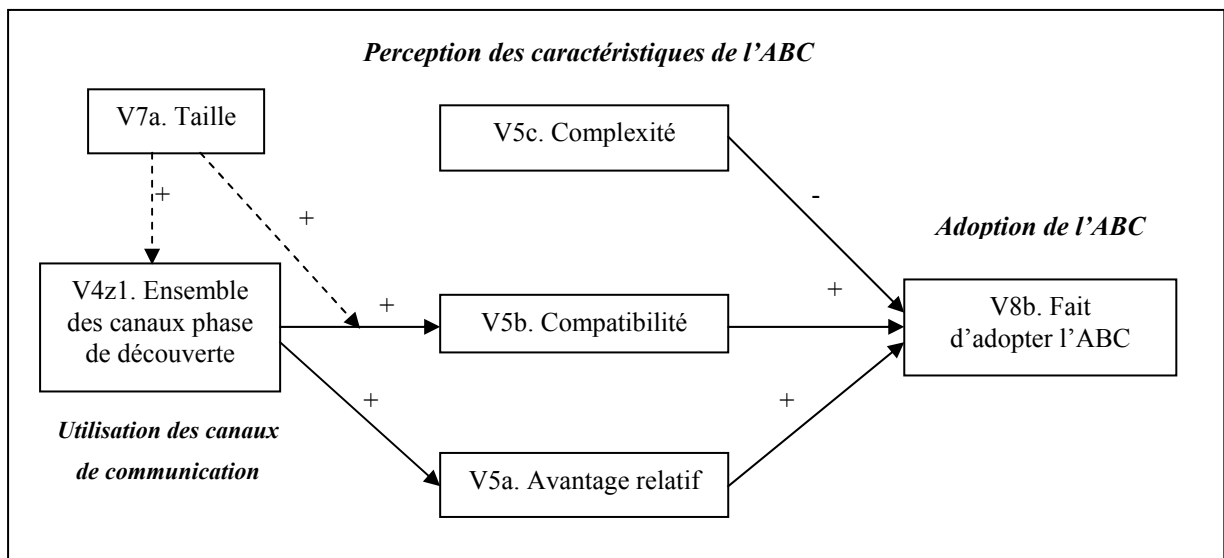 Perception des caractéristiques de l'ABC
V7a. Taille
V5c. Complexité
+
+
-
Adoption de l'ABC
V4z1. Ensemble
des canaux phase
de découverte
+
V5b. Compatibilité
+
V8b. Fait
d'adopter l'ABC
+
+
Utilisation des canaux
de communication
V5a. Avantage relatif